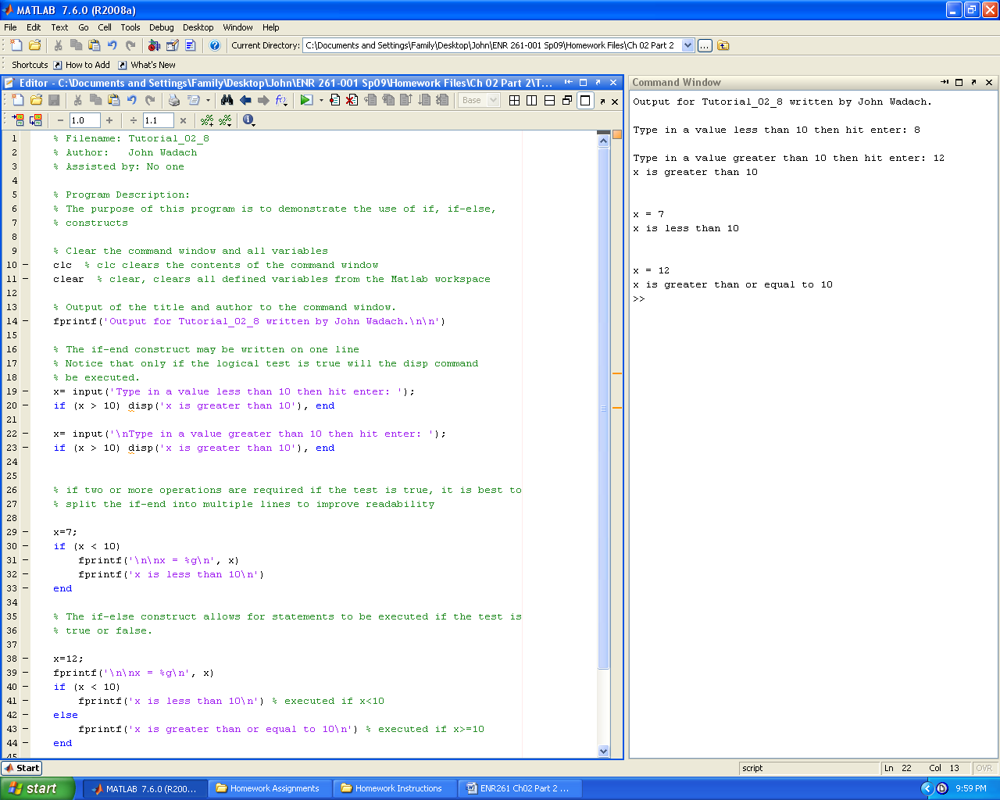 MATLAB 7.6.0 (R2008a)
File Edit Text Go Cell Tools Debug Desktop Window Help
Current Directory: C:\Documents and Settings\Family\Desktop\John\ENR 261-001 Sp09\Homework Files\Ch 02 Part 2 ...
Shortcuts How to Add What's New
Editor - C:\Documents and Settings\Family\Desktop\John\ENR 261-001 Sp09\Homework Files\Ch 02 Part 2\T...
Base
- 1.0 + ÷ 1.1 ×
1 % Filename: Tutorial_02_8
2 % Author:   John Wadach
3 % Assisted by: No one
4
5 % Program Description:
6 % The purpose of this program is to demonstrate the use of if, if-else,
7 % constructs
8
9 % Clear the command window and all variables
10 - clc  % clc clears the contents of the command window
11 - clear  % clear, clears all defined variables from the Matlab workspace
12
13 % Output of the title and author to the command window.
14 - fprintf('Output for Tutorial_02_8 written by John Wadach.\n\n')
15
16 % The if-end construct may be written on one line
17 % Notice that only if the logical test is true will the disp command
18 % be executed.
19 - x= input('Type in a value less than 10 then hit enter: ');
20 - if (x > 10) disp('x is greater than 10'), end
21
22 - x= input('\nType in a value greater than 10 then hit enter: ');
23 - if (x > 10) disp('x is greater than 10'), end
24
25
26 % if two or more operations are required if the test is true, it is best to
27 % split the if-end into multiple lines to improve readability
28
29 - x=7;
30 - if (x < 10)
31 -     fprintf('\n\nx = %g\n', x)
32 -     fprintf('x is less than 10\n')
33 - end
34
35 % The if-else construct allows for statements to be executed if the test is
36 % true or false.
37
38 - x=12;
39 - fprintf('\n\nx = %g\n', x)
40 - if (x < 10)
41 -     fprintf('x is less than 10\n') % executed if x<10
42 - else
43 -     fprintf('x is greater than or equal to 10\n') % executed if x>=10
44 - end
45
Command Window
Output for Tutorial_02_8 written by John Wadach.
Type in a value less than 10 then hit enter: 8
Type in a value greater than 10 then hit enter: 12
x is greater than 10
x = 7
x is less than 10
x = 12
x is greater than or equal to 10
>>
Start
script Ln 22 Col 13 OVR
start MATLAB 7.6.0 (R200... Homework Assignments Homework Instructions ENR261 Ch02 Part 2 ... 9:59 PM